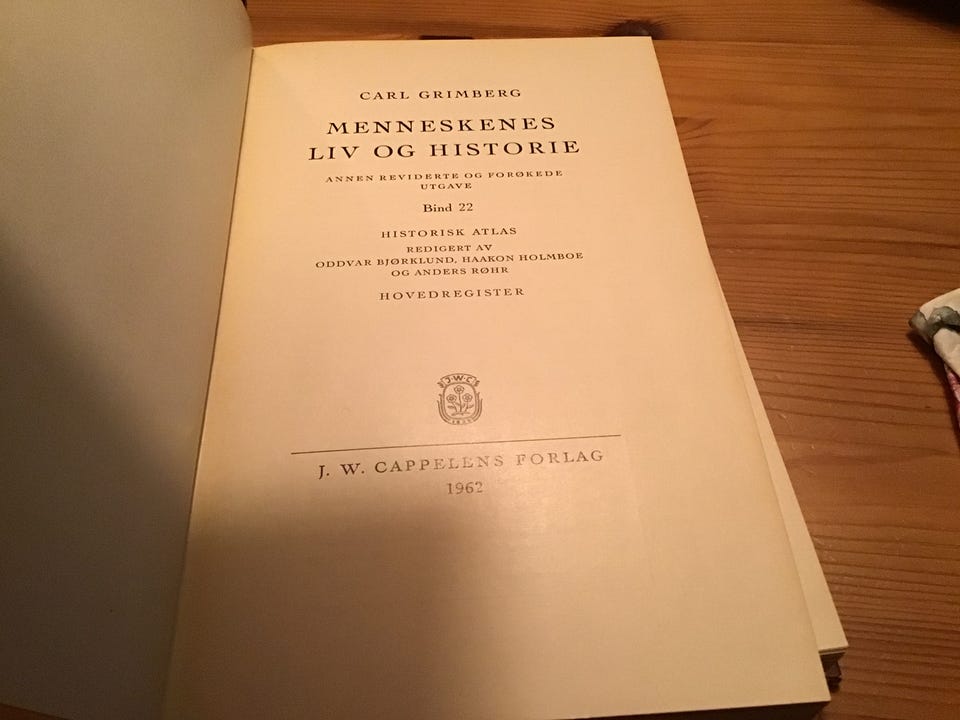 CARL GRIMBERG
MENNESKENES
LIV OG HISTORIE
ANNEN REVIDERTE OG FORØKEDE
UTGAVE
Bind 22
HISTORISK ATLAS
REDIGERT AV
ODDVAR BJØRKLUND, HAAKON HOLMBOE
OG ANDERS RØHR
HOVEDREGISTER
J·W·C
J. W. CAPPELENS FORLAG
1962